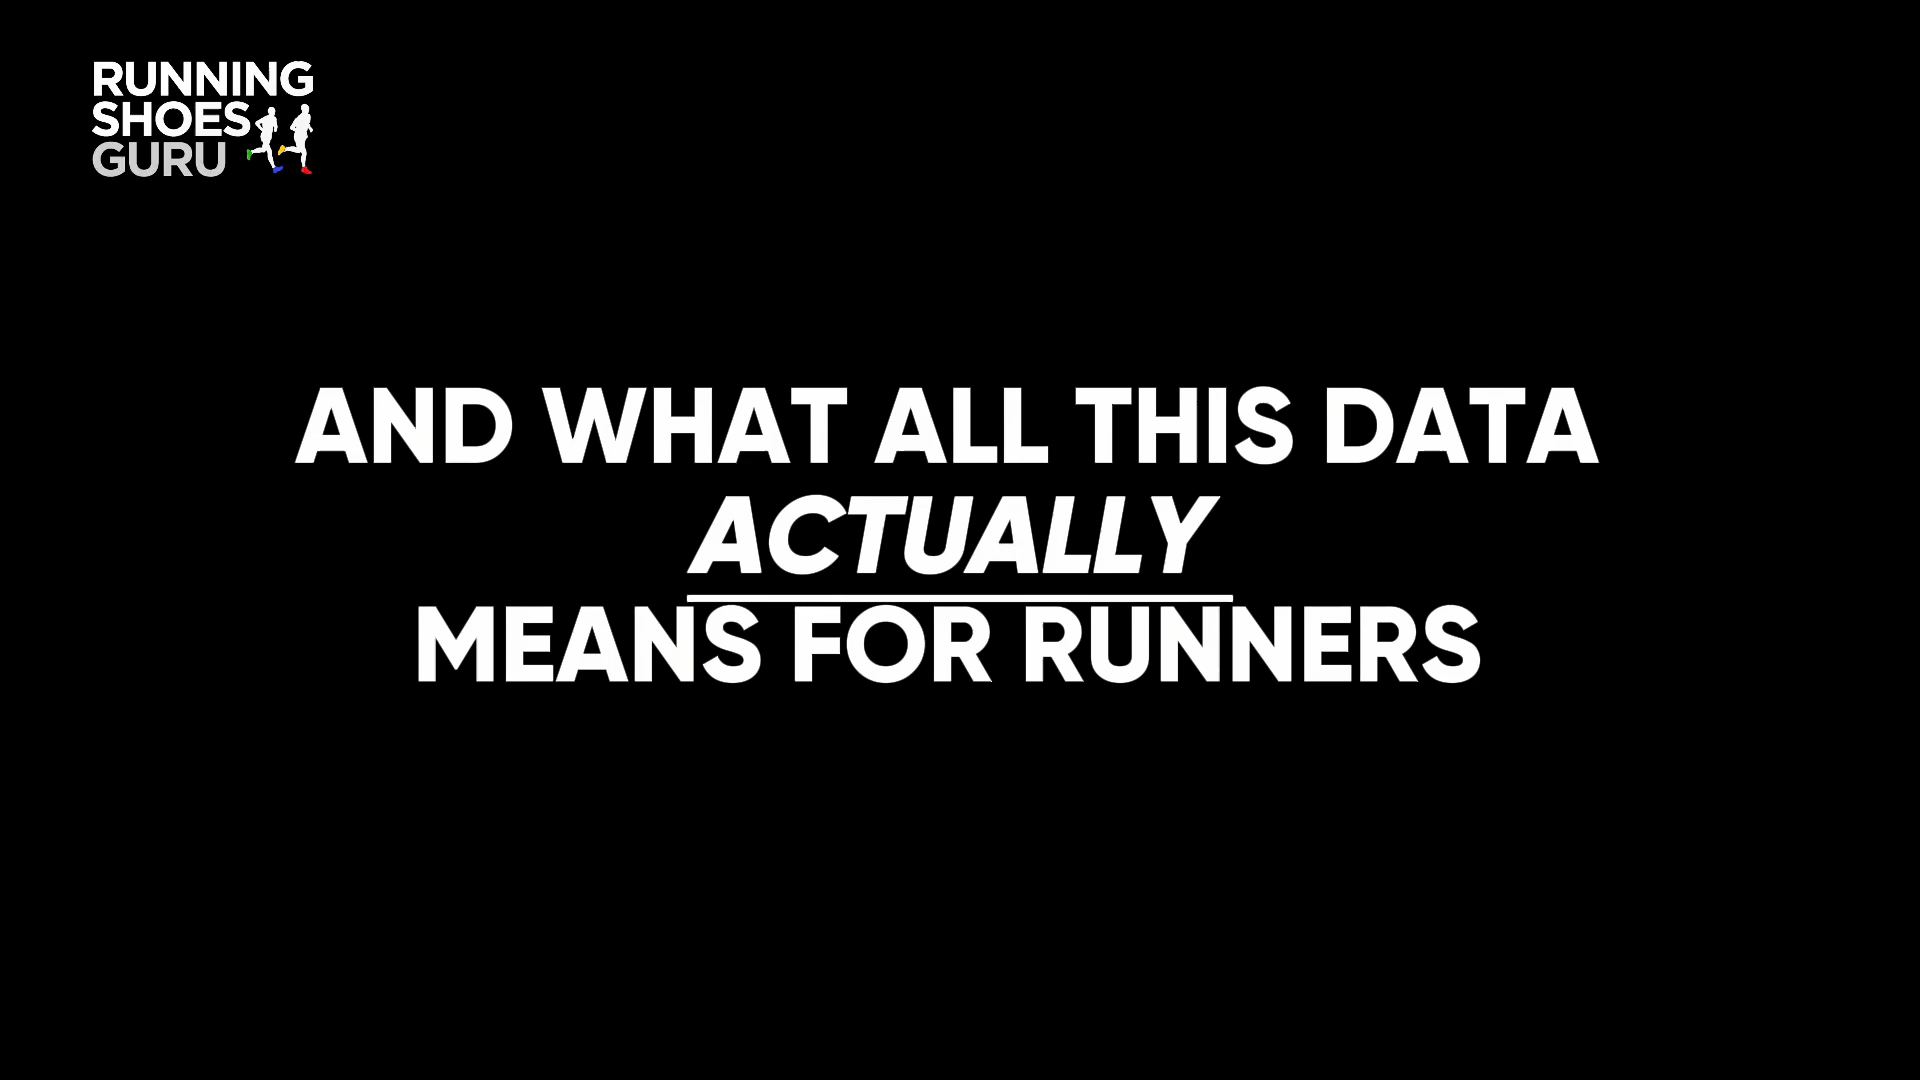 RUNNING
SHOES
GURU
AND WHAT ALL THIS DATA
ACTUALLY
MEANS FOR RUNNERS